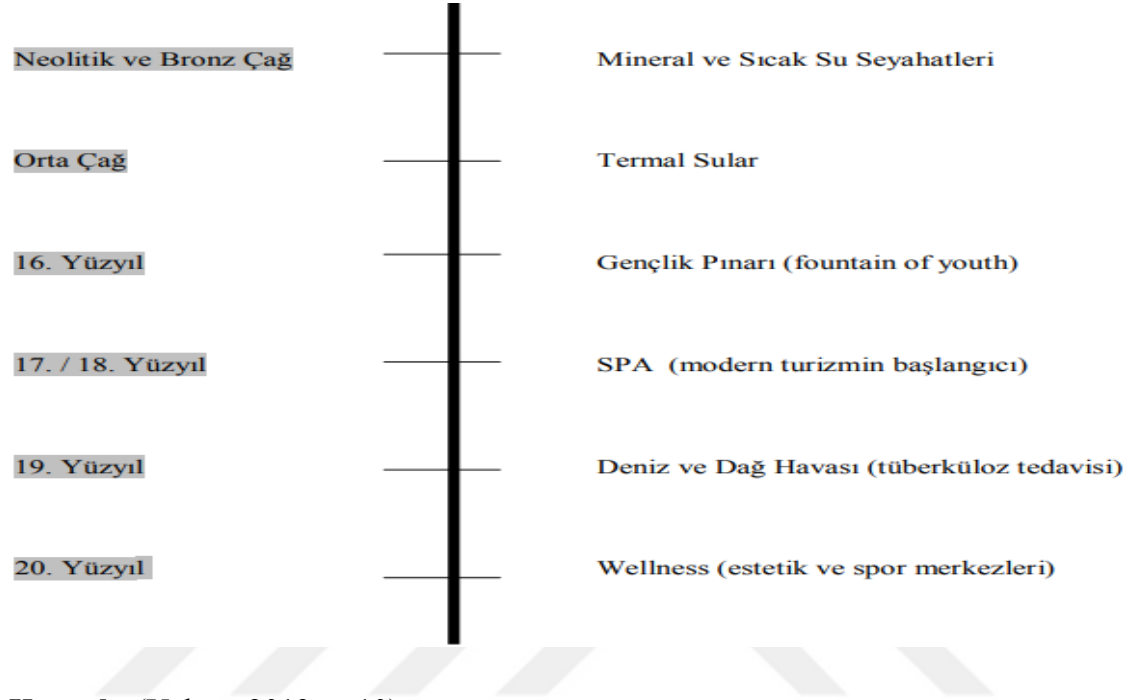 Neolitik ve Bronz Çağ Mineral ve Sıcak Su Seyahatleri
Orta Çağ Termal Sular
16. Yüzyıl Gençlik Pınarı (fountain of youth)
17. / 18. Yüzyıl SPA (modern turizmin başlangıcı)
19. Yüzyıl Deniz ve Dağ Havası (tüberküloz tedavisi)
20. Yüzyıl Wellness (estetik ve spor merkezleri)